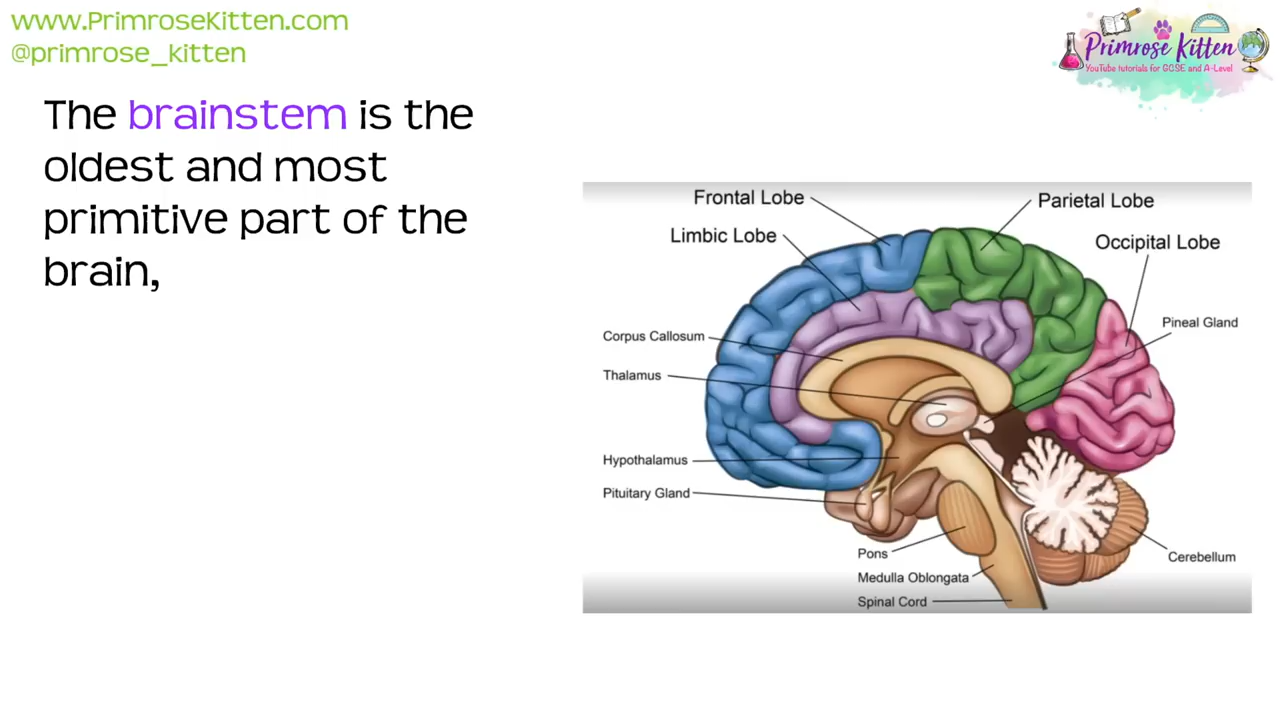 www.PrimroseKitten.com
@primrose_kitten
Primrose Kitten
YouTube tutorials for GCSE and A-Level
The brainstem is the
oldest and most
primitive part of the
brain,
Frontal Lobe
Parietal Lobe
Limbic Lobe
Occipital Lobe
Pineal Gland
Corpus Callosum
Thalamus
Hypothalamus
Pituitary Gland
Pons
Cerebellum
Medulla Oblongata
Spinal Cord